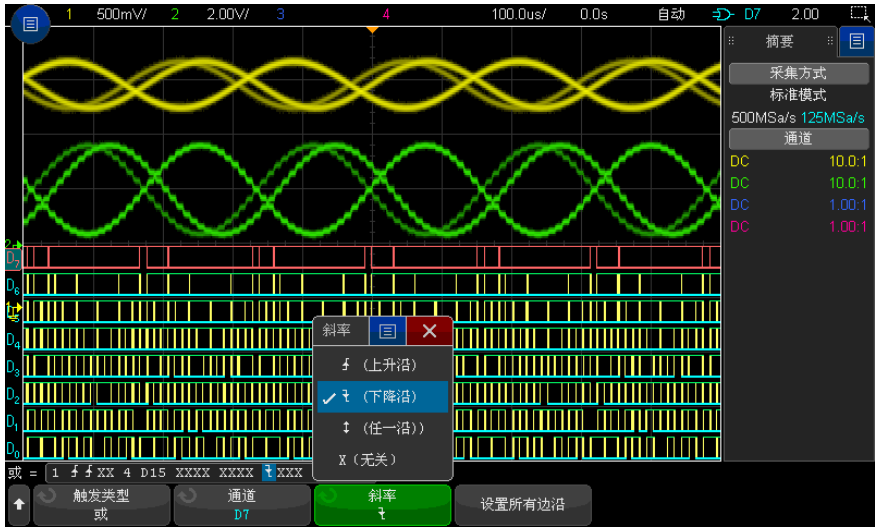 1 500mV/ 2 2.00V/ 3 4 100.0us/ 0.0s 自动 D7 2.00
摘要
采集方式
标准模式
500MSa/s 125MSa/s
通道
DC 10.0:1
DC 10.0:1
DC 1.00:1
DC 1.00:1
D7
D6
D4
D3
D2
D1
D0
斜率
(上升沿)
(下降沿)
(任一沿))
X (无关)
或 = 1 XX 4 D15 XXXX XXXX XXX
触发类型
或
通道
D7
斜率
设置所有边沿